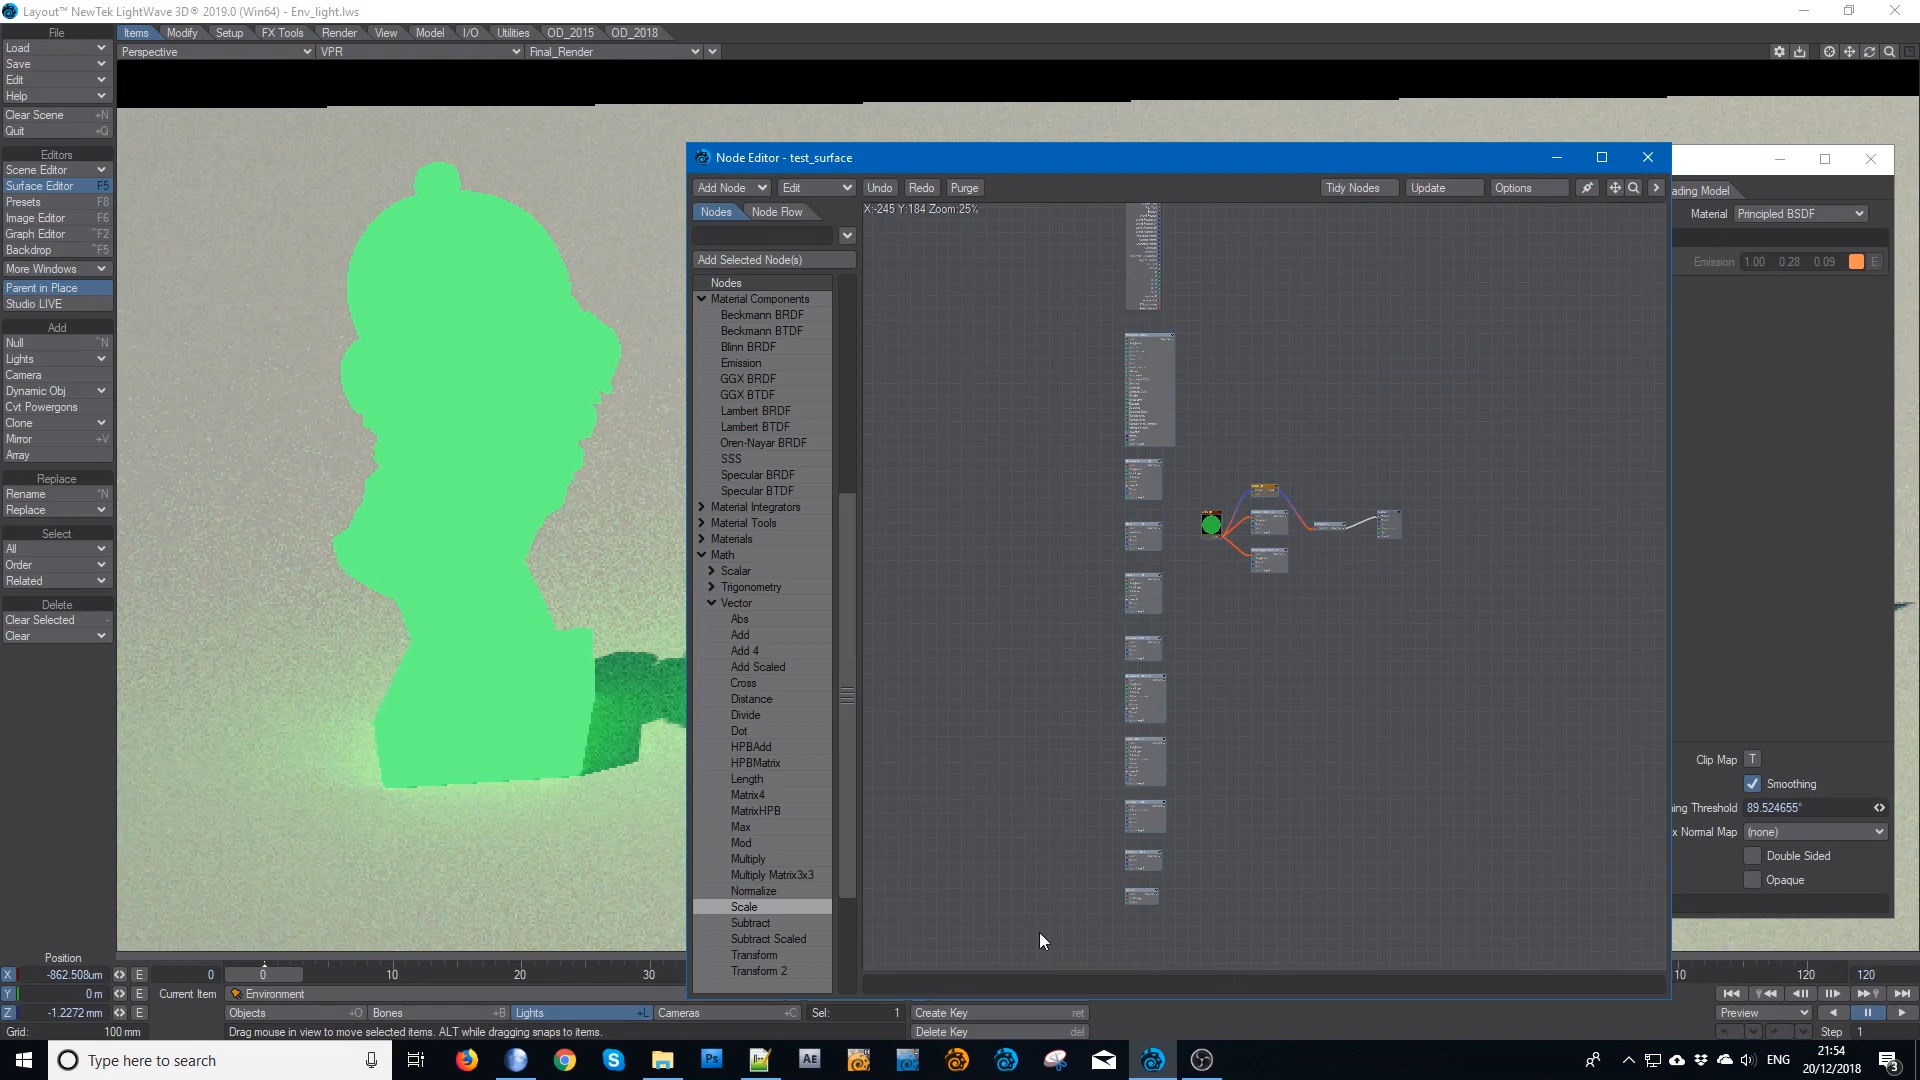 Layout™ NewTek LightWave 3D® 2019.0 (Win64) - Env_light.lws
File
Items Modify Setup FX Tools Render View Model I/O Utilities OD_2015 OD_2018
Load
Perspective VPR Final_Render
Save
Edit
Help
Clear Scene +N
Quit +Q
Editors
Scene Editor
Surface Editor F5
Presets F8
Image Editor F6
Graph Editor ^F2
Backdrop ^F5
More Windows
Parent in Place
Studio LIVE
Add
Null ^N
Lights
Camera
Dynamic Obj
Cvt Powergons
Clone
Mirror +V
Array
Replace
Rename ^N
Replace
Select
All
Order
Related
Delete
Clear Selected -
Clear
Node Editor - test_surface
Add Node Edit Undo Redo Purge Tidy Nodes Update Options
Nodes Node Flow
X:-245 Y:184 Zoom:25%
Add Selected Node(s)
Nodes
Material Components
Beckmann BRDF
Beckmann BTDF
Blinn BRDF
Emission
GGX BRDF
GGX BTDF
Lambert BRDF
Lambert BTDF
Oren-Nayar BRDF
SSS
Specular BRDF
Specular BTDF
Material Integrators
Material Tools
Materials
Math
Scalar
Trigonometry
Vector
Abs
Add
Add 4
Add Scaled
Cross
Distance
Divide
Dot
HPBAdd
HPBMatrix
Length
Matrix4
MatrixHPB
Max
Mod
Multiply
Multiply Matrix3x3
Normalize
Scale
Subtract
Subtract Scaled
Transform
Transform 2
ading Model
Material Principled BSDF
Emission 1.00 0.28 0.09 E
Clip Map T
Smoothing
ing Threshold 89.524655°
x Normal Map (none)
Double Sided
Opaque
Position
X -862.508um E 0 0 10 20 30 10 120 120
Y 0 m E Current Item Environment
Z -1.2272 mm E Objects +O Bones +B Lights +L Cameras +C Sel: 1 Create Key ret Preview
Grid: 100 mm Drag mouse in view to move selected items. ALT while dragging snaps to items. Delete Key del Step 1
Type here to search
Ps
AE
ENG
21:54
20/12/2018
3